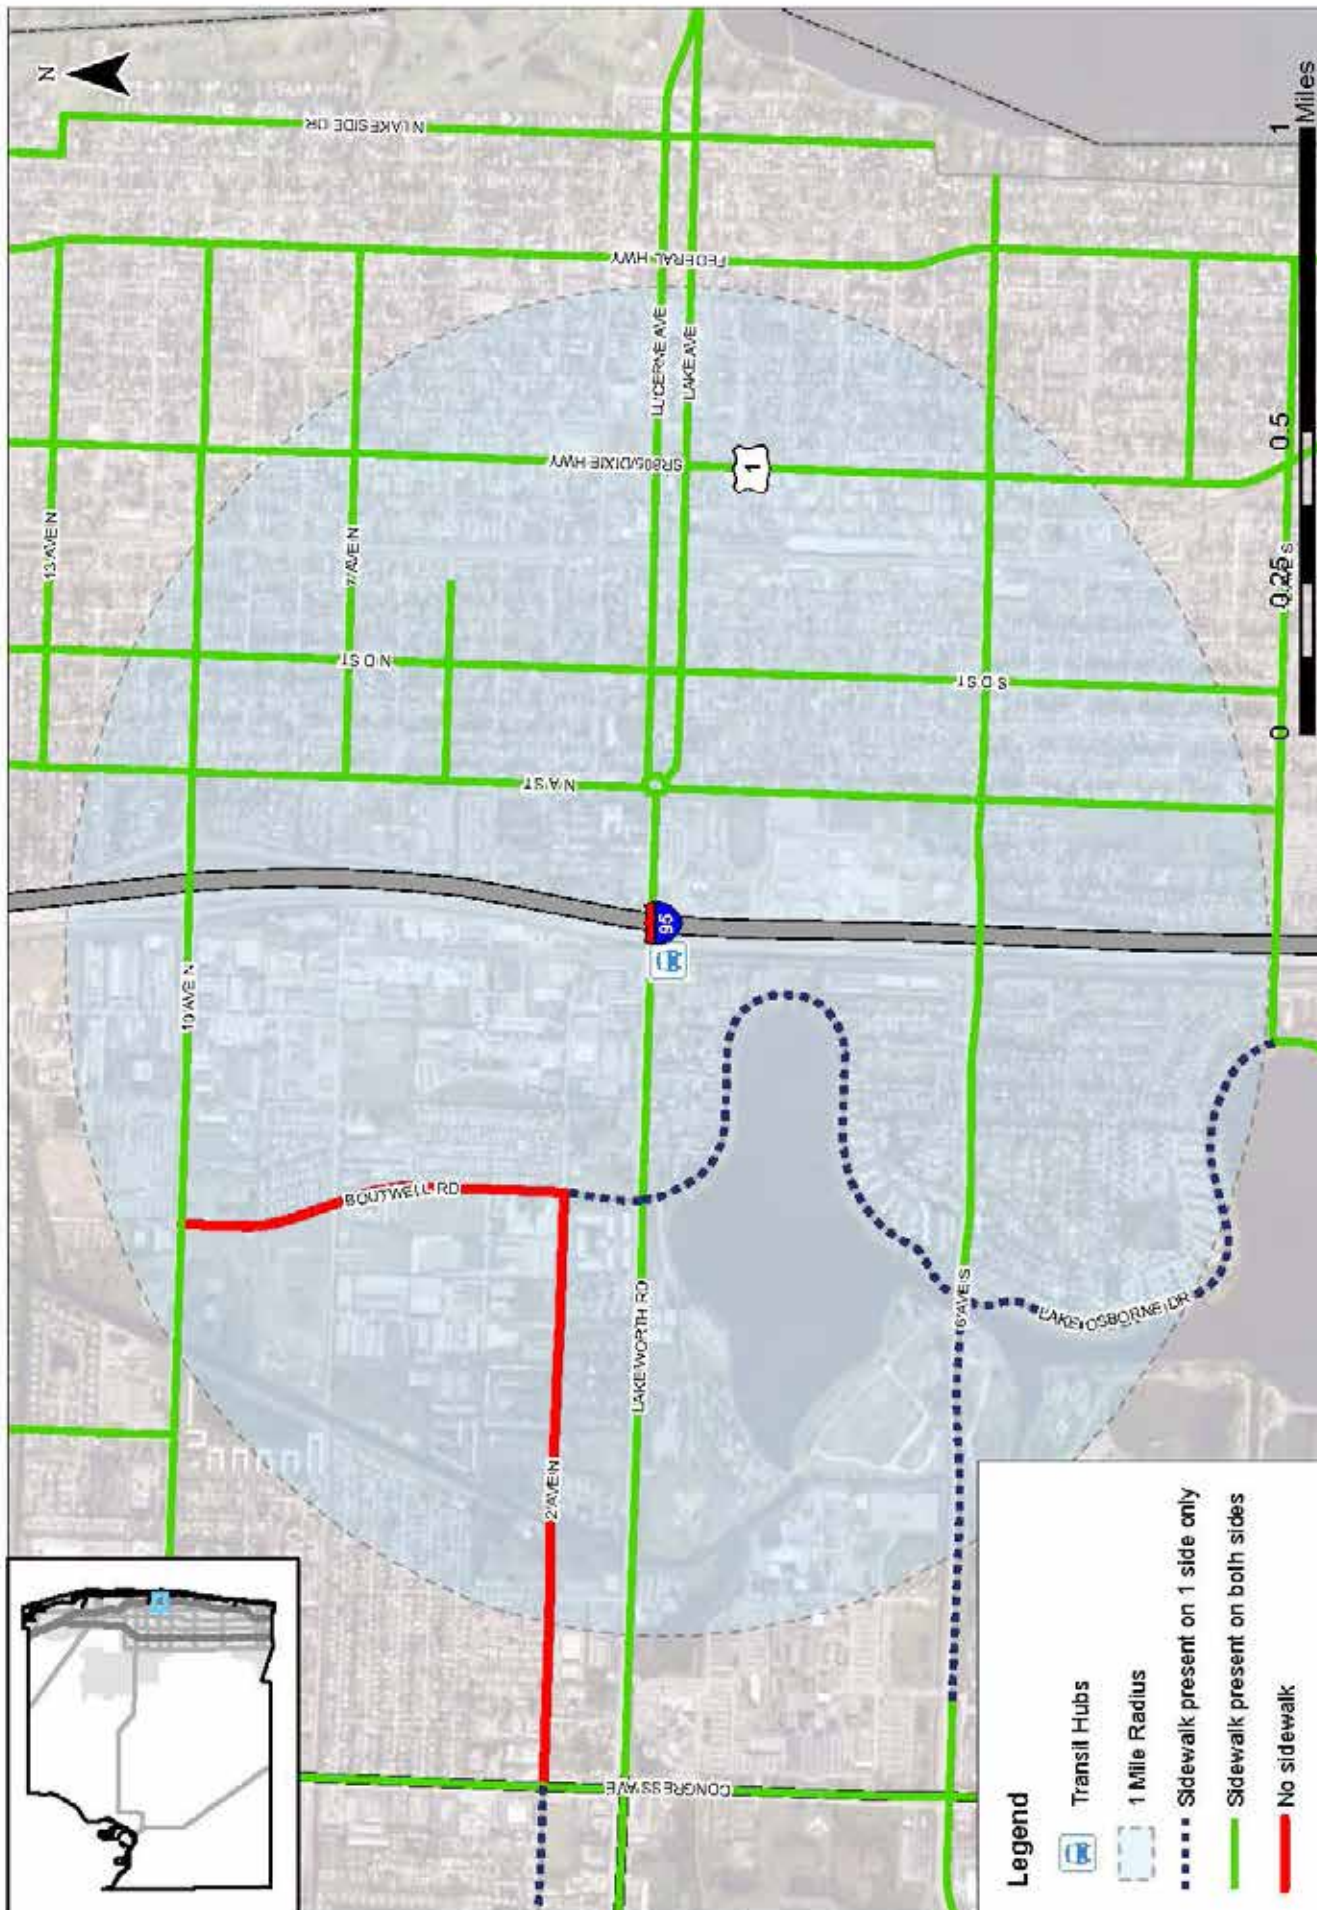 N
N LAKESIDE DR
FEDERAL HWY
13 AVE N
7 AVE N
LUCERNE AVE
LAKE AVE
SR805/DIXIE HWY
1
N D ST
S D ST
N A ST
10 AVE N
95
BOUTWELL RD
2 AVE N
LAKE WORTH RD
6 AVE S
LAKE OSBORNE DR
CONGRESS AVE
AVE S
0 0.25 0.5 1
Miles
Legend
Transit Hubs
1 Mile Radius
Sidewalk present on 1 side only
Sidewalk present on both sides
No sidewalk